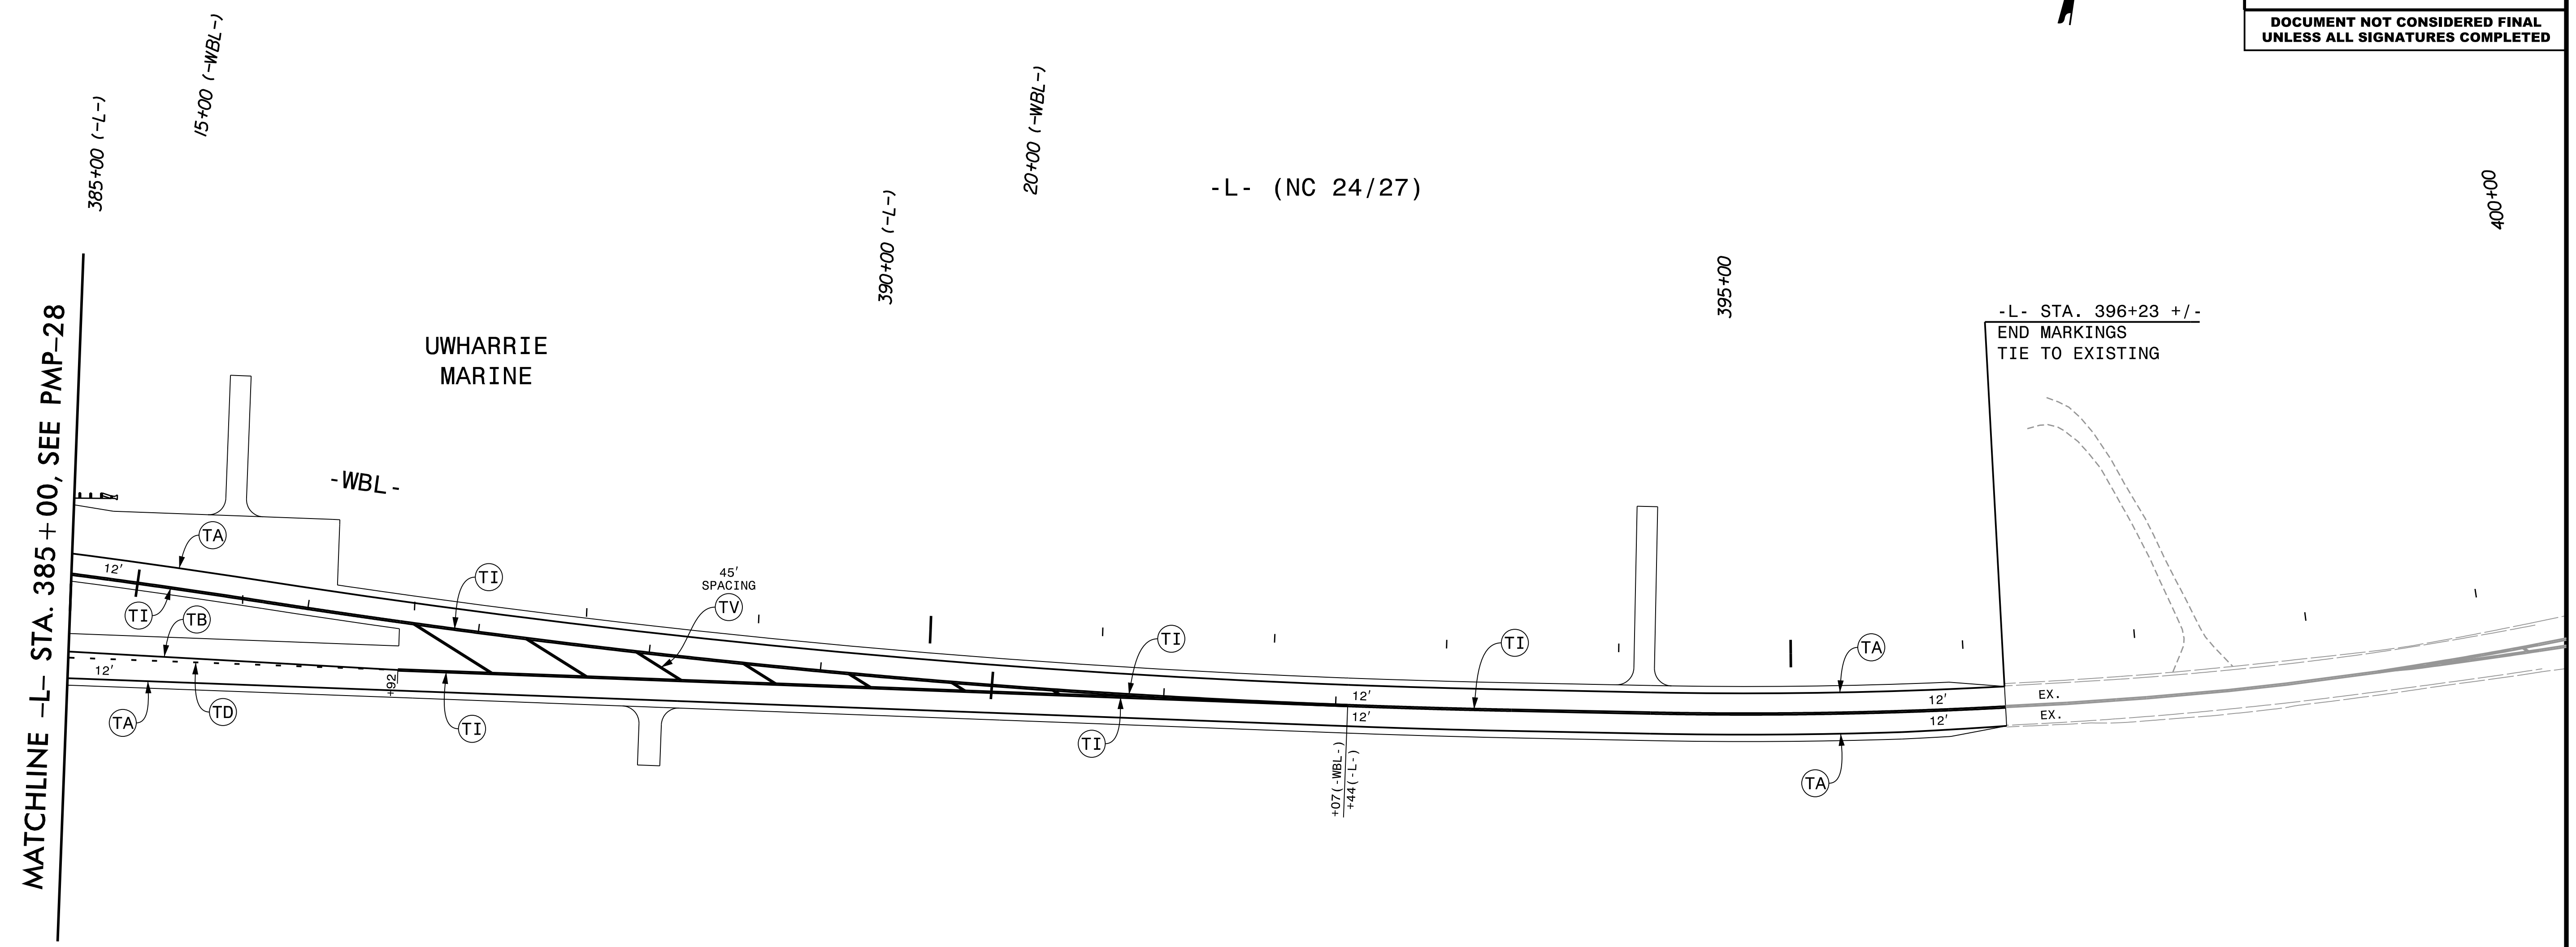 DOCUMENT NOT CONSIDERED FINAL
UNLESS ALL SIGNATURES COMPLETED
385+00 (-L-)
15+00 (-WBL-)
390+00 (-L-)
20+00 (-WBL-)
-L- (NC 24/27)
395+00
400+00
-L- STA. 396+23 +/-
END MARKINGS
TIE TO EXISTING
MATCHLINE -L- STA. 385+00, SEE PMP-28
UWHARRIE
MARINE
-WBL-
TA
12'
TI
TB
TI
45'
SPACING
TV
TI
TI
TA
12'
TA
TD
+92
TI
TI
12'
12'
+07(-WBL-)
+44(-L-)
12'
12'
TA
EX.
EX.